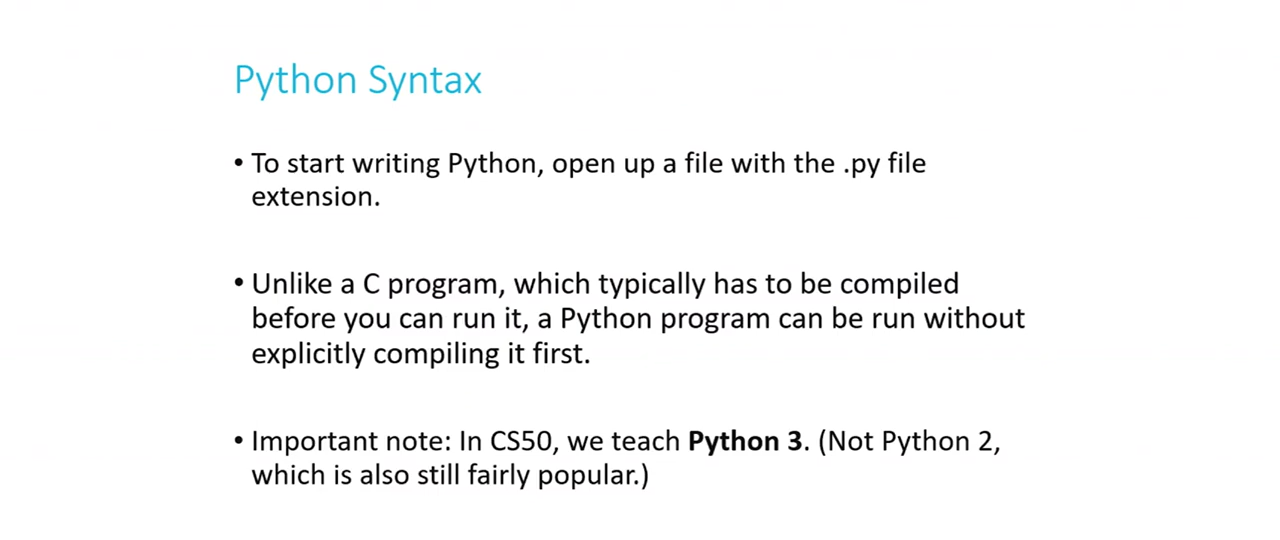 Python Syntax
• To start writing Python, open up a file with the .py file
extension.
• Unlike a C program, which typically has to be compiled
before you can run it, a Python program can be run without
explicitly compiling it first.
• Important note: In CS50, we teach Python 3. (Not Python 2,
which is also still fairly popular.)